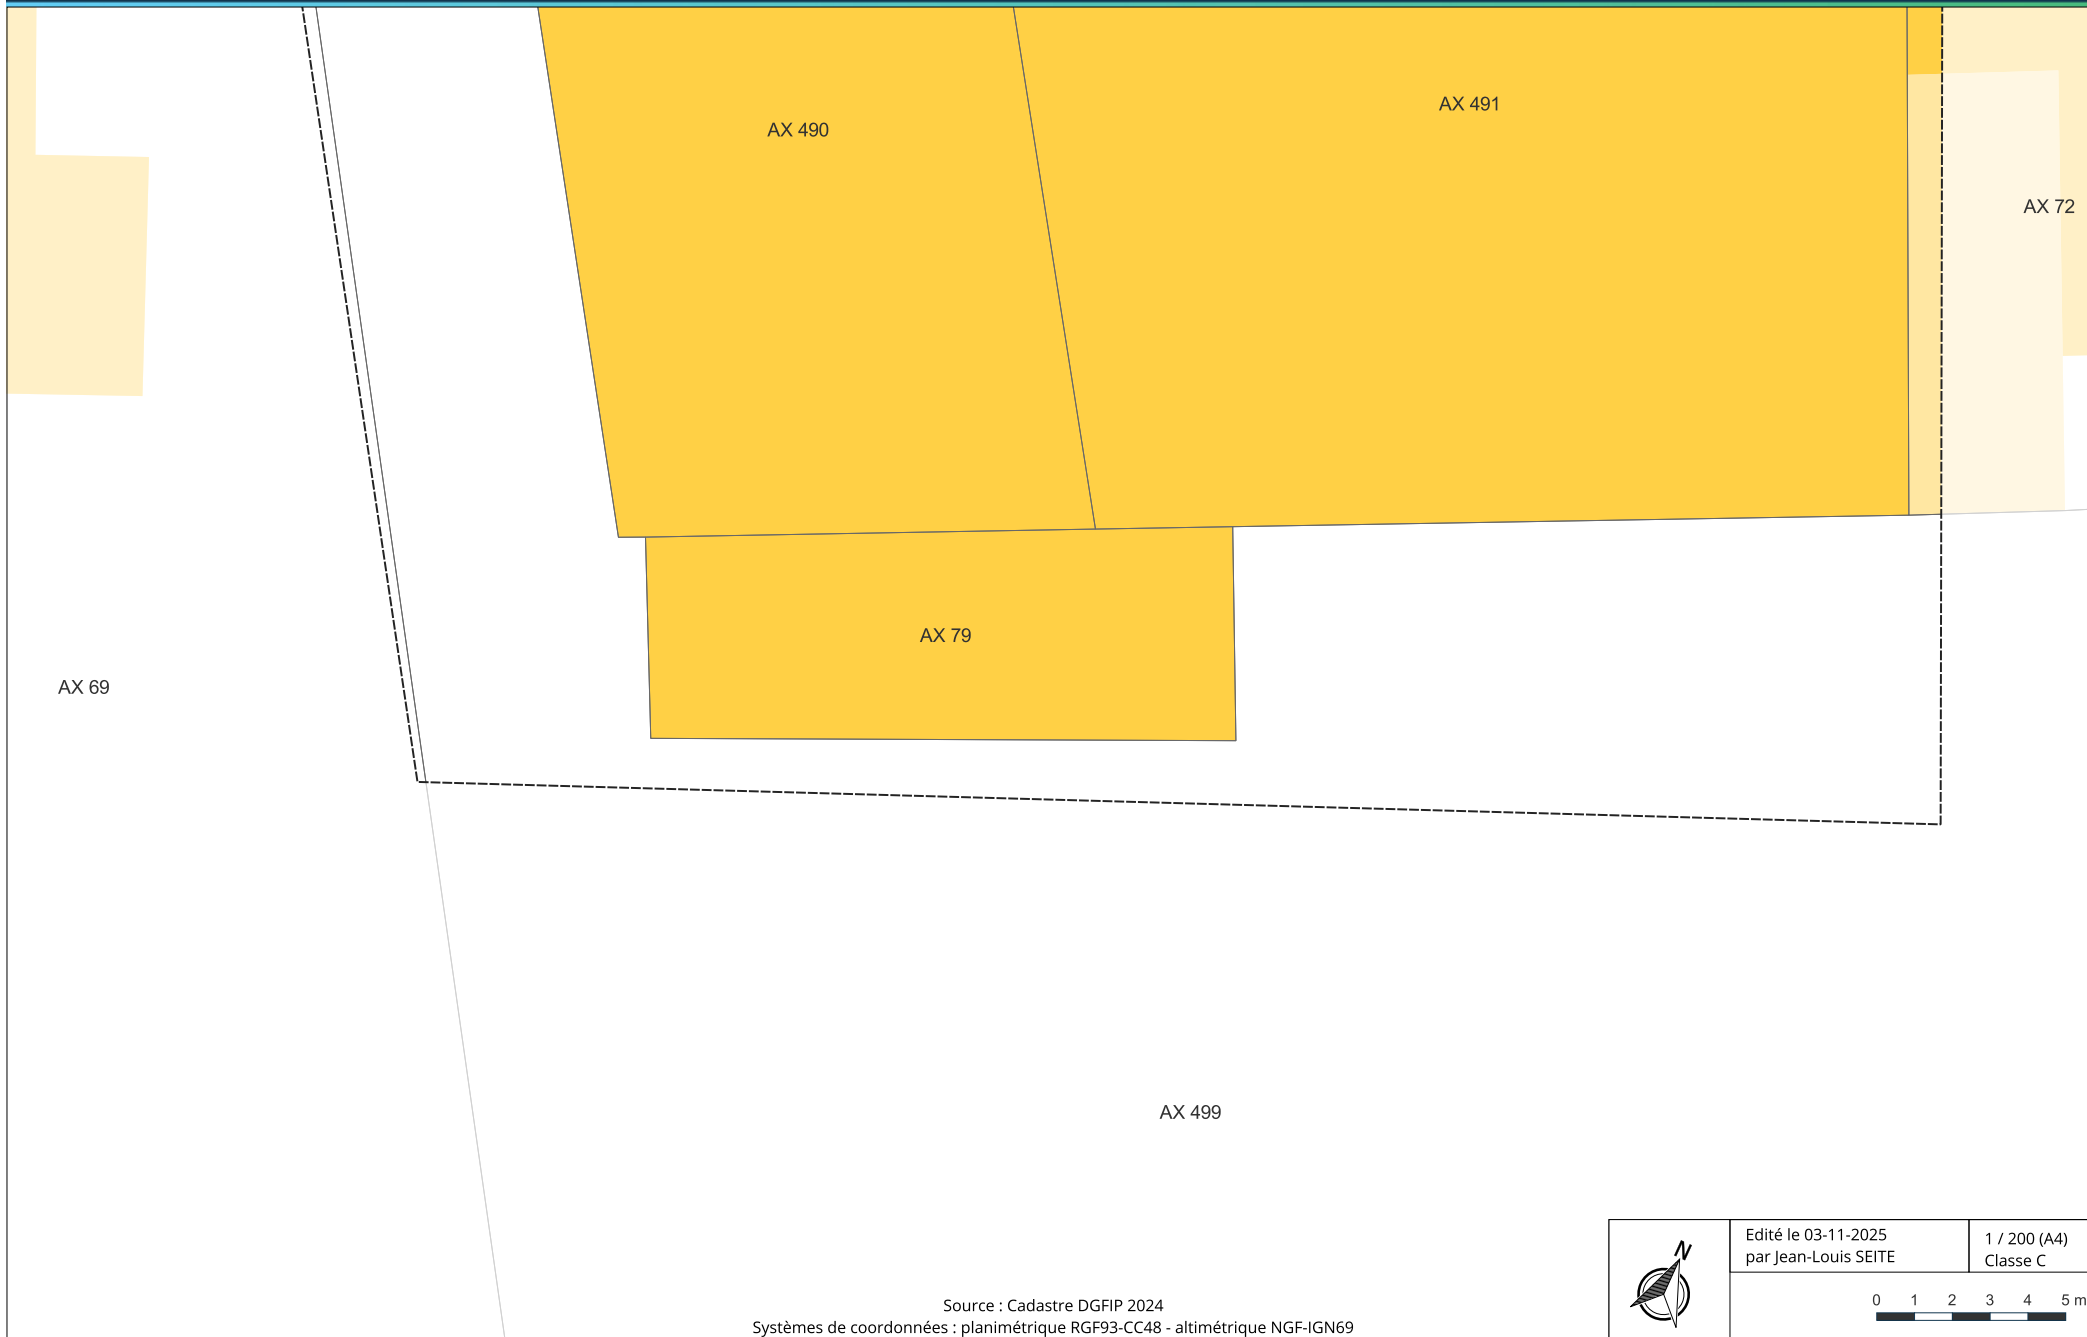 AX 491
AX 490
AX 72
AX 79
AX 69
AX 499
N
Edité le 03-11-2025
par Jean-Louis SEITE
1 / 200 (A4)
Classe C
0 1 2 3 4 5 m
Source : Cadastre DGFIP 2024
Systèmes de coordonnées : planimétrique RGF93-CC48 - altimétrique NGF-IGN69